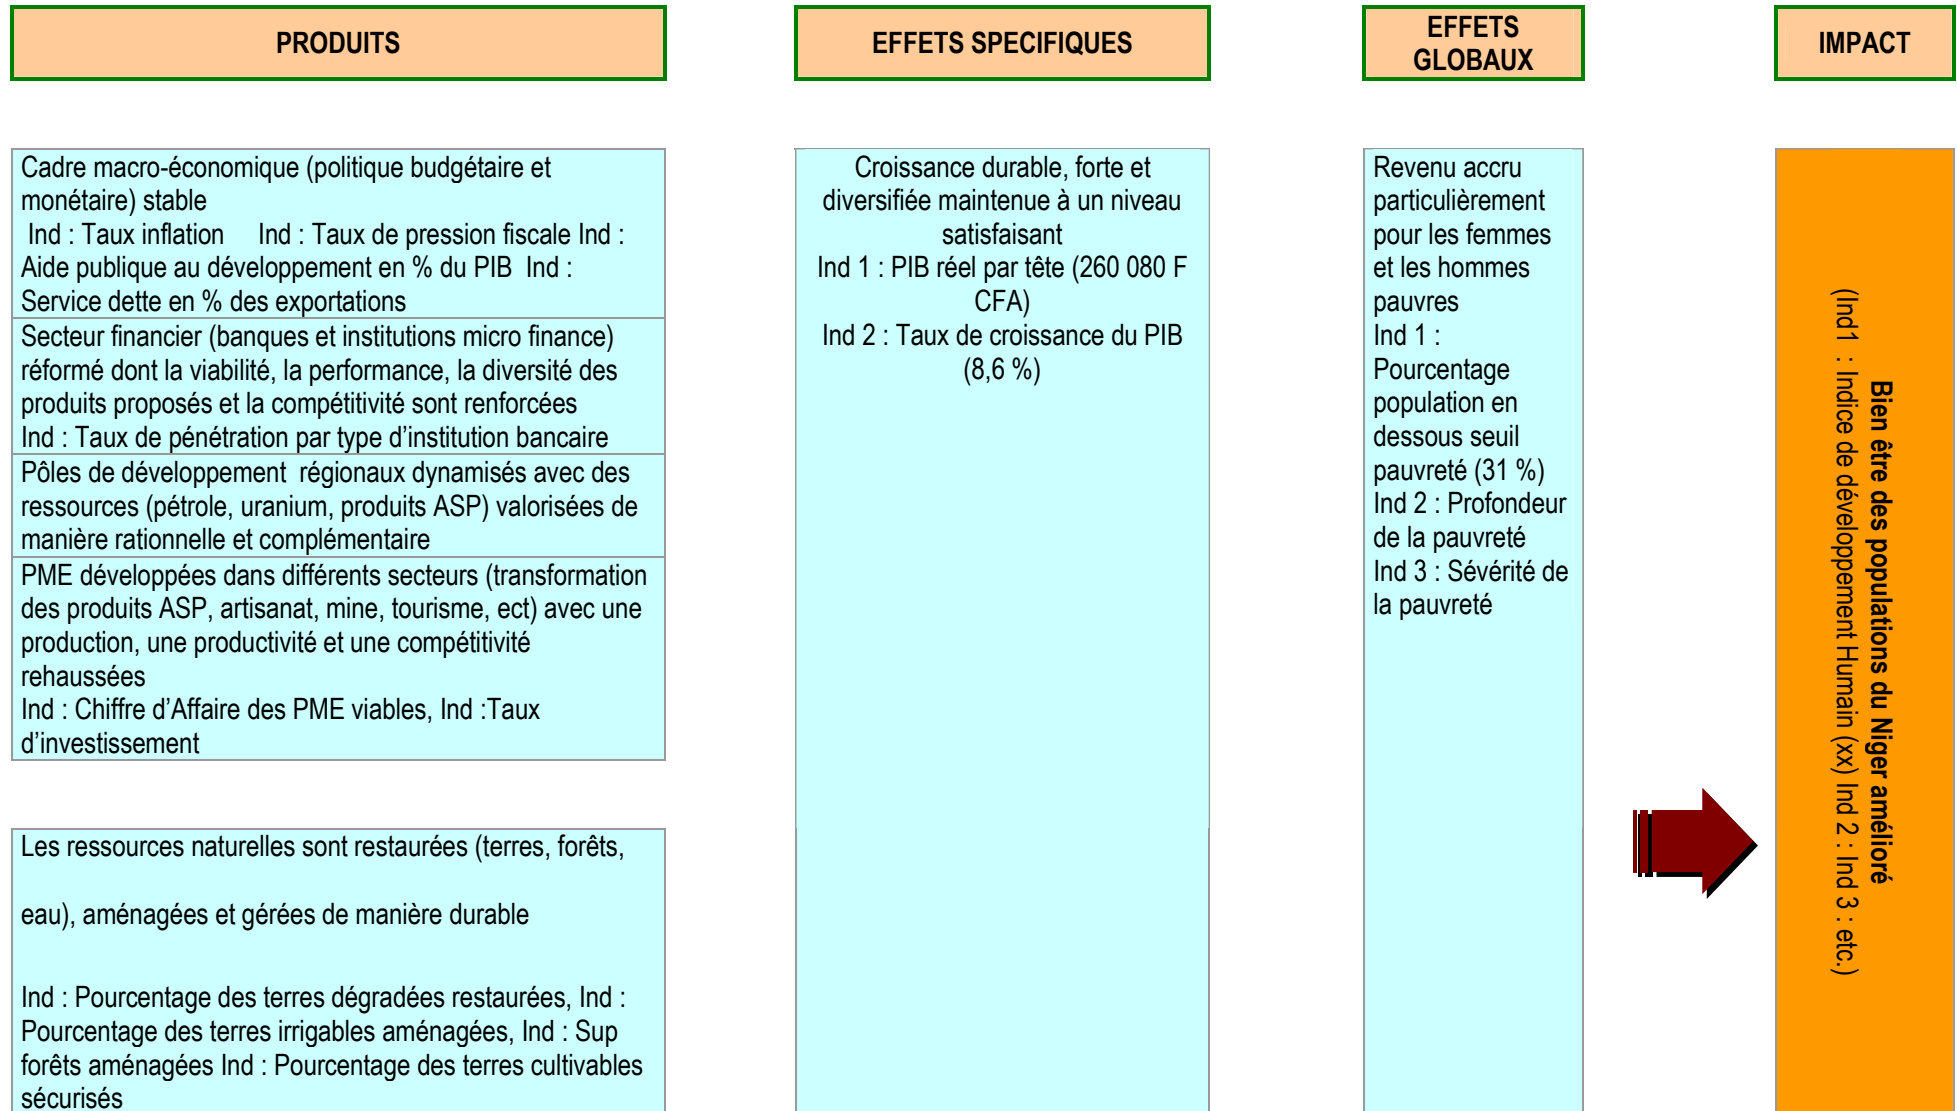 PRODUITS
EFFETS SPECIFIQUES
EFFETS
GLOBAUX
IMPACT
Cadre macro-économique (politique budgétaire et
monétaire) stable
Ind : Taux inflation Ind : Taux de pression fiscale Ind :
Aide publique au développement en % du PIB Ind :
Service dette en % des exportations
Secteur financier (banques et institutions micro finance)
réformé dont la viabilité, la performance, la diversité des
produits proposés et la compétitivité sont renforcées
Ind : Taux de pénétration par type d’institution bancaire
Pôles de développement régionaux dynamisés avec des
ressources (pétrole, uranium, produits ASP) valorisées de
manière rationnelle et complémentaire
PME développées dans différents secteurs (transformation
des produits ASP, artisanat, mine, tourisme, ect) avec une
production, une productivité et une compétitivité
rehaussées
Ind : Chiffre d’Affaire des PME viables, Ind :Taux
d’investissement
Les ressources naturelles sont restaurées (terres, forêts,
eau), aménagées et gérées de manière durable
Ind : Pourcentage des terres dégradées restaurées, Ind :
Pourcentage des terres irrigables aménagées, Ind : Sup
forêts aménagées Ind : Pourcentage des terres cultivables
sécurisés
Croissance durable, forte et
diversifiée maintenue à un niveau
satisfaisant
Ind 1 : PIB réel par tête (260 080 F
CFA)
Ind 2 : Taux de croissance du PIB
(8,6 %)
Revenu accru
particulièrement
pour les femmes
et les hommes
pauvres
Ind 1 :
Pourcentage
population en
dessous seuil
pauvreté (31 %)
Ind 2 : Profondeur
de la pauvreté
Ind 3 : Sévérité de
la pauvreté
Bien être des populations du Niger amélioré
(Ind1 : Indice de développement Humain (xx) Ind 2 : Ind 3 : etc.)